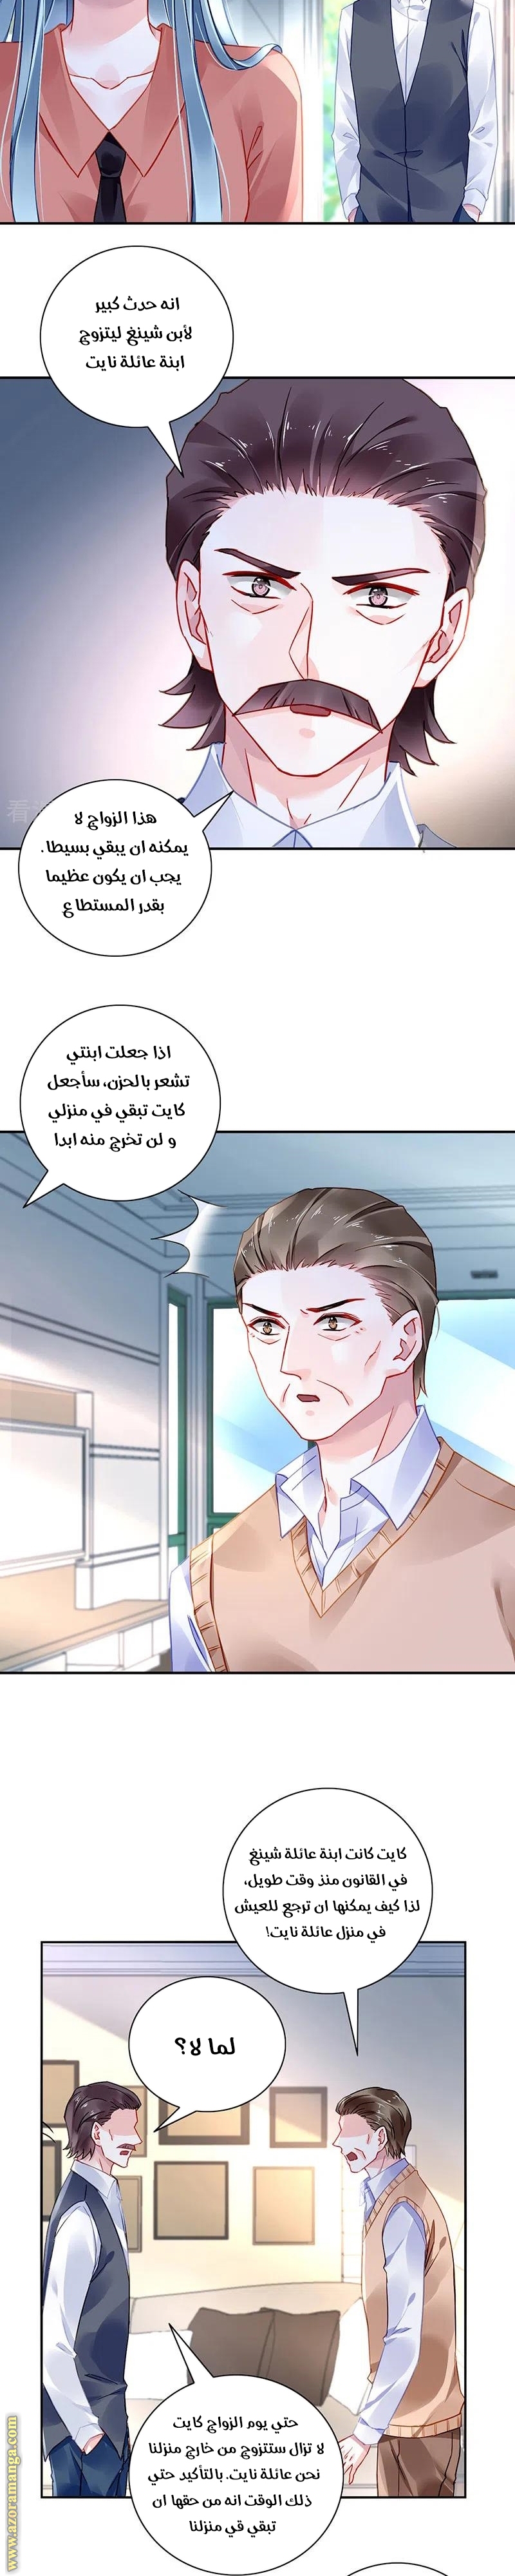 انه حدث كبير
لأبن شينغ ليتزوج
ابنة عائلة نايت
هذا الزواج لا
يمكنه ان يبقي بسيطا.
يجب ان يكون عظيما
بقدر المستطاع
اذا جعلت ابنتي
تشعر بالحزن، سأجعل
كايت تبقي في منزلي
و لن تخرج منه ابدا
كايت كانت ابنة عائلة شينغ
في القانون منذ وقت طويل،
لذا كيف يمكنها ان ترجع للعيش
في منزل عائلة نايت!
لما لا؟
حتي يوم الزواج كايت
لا تزال ستتزوج من خارج منزلنا
نحن عائلة نايت. بالتأكيد حتي
ذلك الوقت انه من حقها ان
تبقي قي منزلنا
www.azoramanga.com